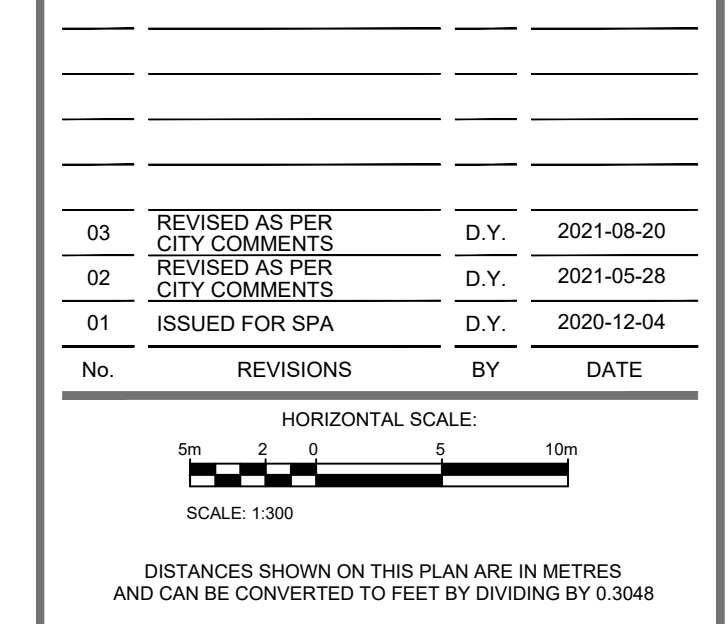 03 REVISED AS PER CITY COMMENTS D.Y. 2021-08-20
02 REVISED AS PER CITY COMMENTS D.Y. 2021-05-28
01 ISSUED FOR SPA D.Y. 2020-12-04
No. REVISIONS BY DATE
HORIZONTAL SCALE:
5m 2 0 5 10m
SCALE: 1:300
DISTANCES SHOWN ON THIS PLAN ARE IN METRES
AND CAN BE CONVERTED TO FEET BY DIVIDING BY 0.3048